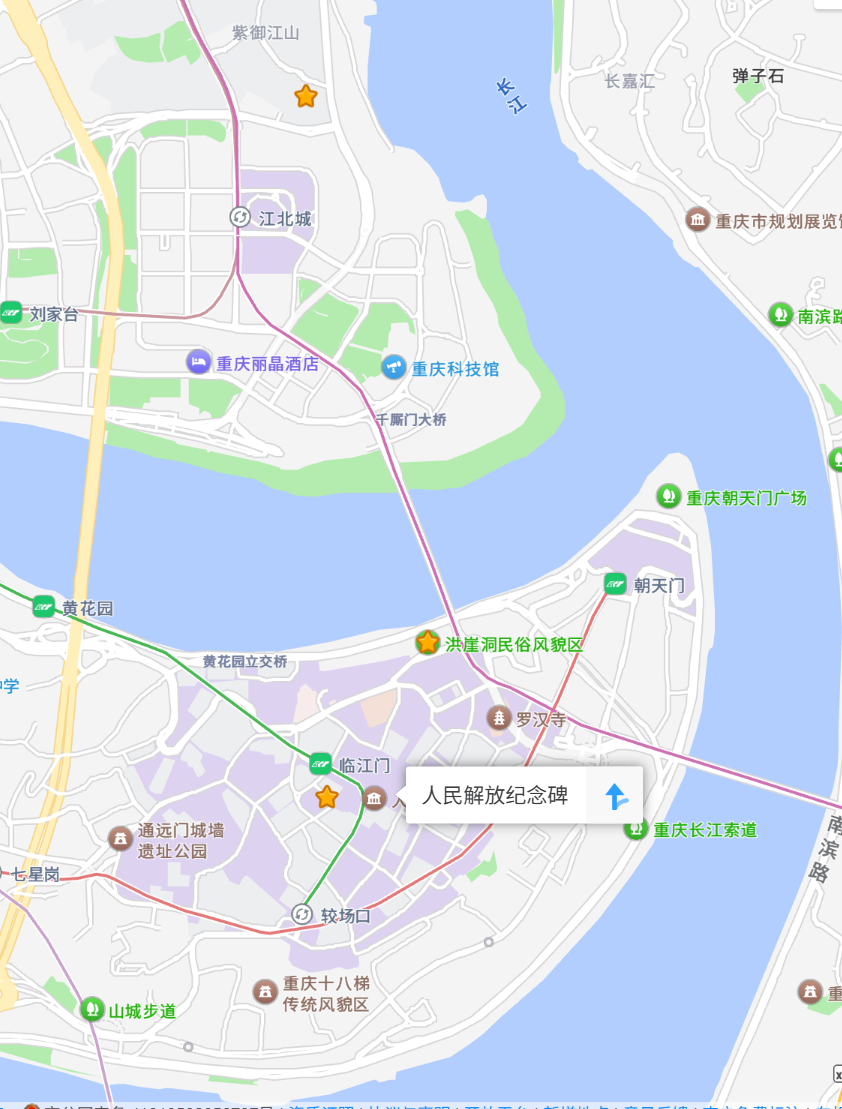 紫御江山
长江
长嘉汇
弹子石
江北城
重庆市规划展览馆
刘家台
南滨路
重庆丽晶酒店
重庆科技馆
千厮门大桥
重庆朝天门广场
朝天门
黄花园
洪崖洞民俗风貌区
黄花园立交桥
中学
罗汉寺
临江门
人民解放纪念碑
人
通远门城墙
遗址公园
重庆长江索道
南滨路
七星岗
较场口
重庆十八梯
传统风貌区
重
山城步道